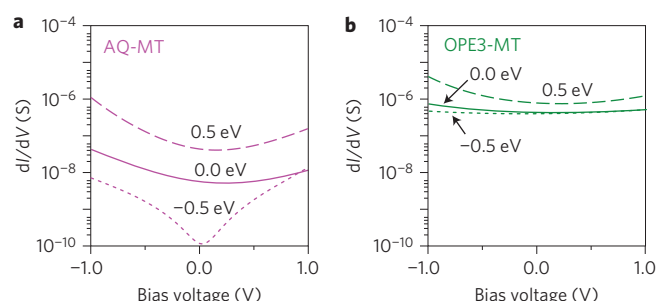 a
AQ-MT
dI/dV (S)
10⁻⁴
10⁻⁶
10⁻⁸
10⁻¹⁰
0.5 eV
0.0 eV
−0.5 eV
−1.0
0.0
1.0
Bias voltage (V)
b
OPE3-MT
dI/dV (S)
10⁻⁴
10⁻⁶
10⁻⁸
10⁻¹⁰
0.0 eV
0.5 eV
−0.5 eV
−1.0
0.0
1.0
Bias voltage (V)